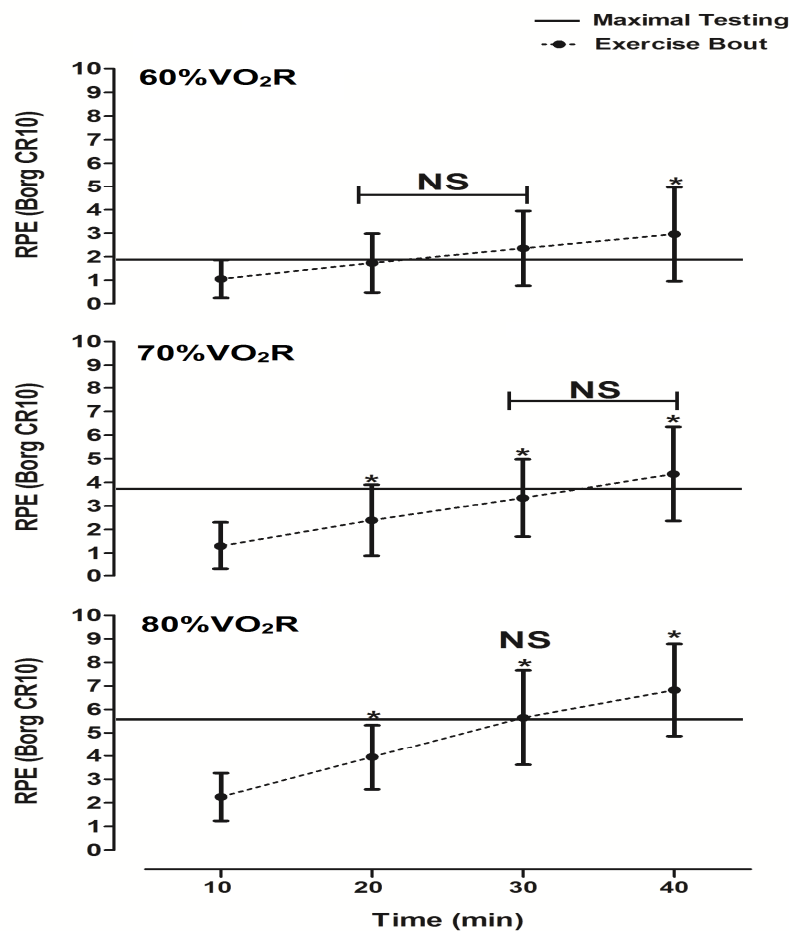 Maximal Testing
Exercise Bout
60%VO₂R
10
9
8
7
6
5
4
3
2
1
0
RPE (Borg CR10)
NS
*
70%VO₂R
10
9
8
7
6
5
4
3
2
1
0
RPE (Borg CR10)
NS
* * *
80%VO₂R
10
9
8
7
6
5
4
3
2
1
0
RPE (Borg CR10)
NS
* * *
10 20 30 40
Time (min)